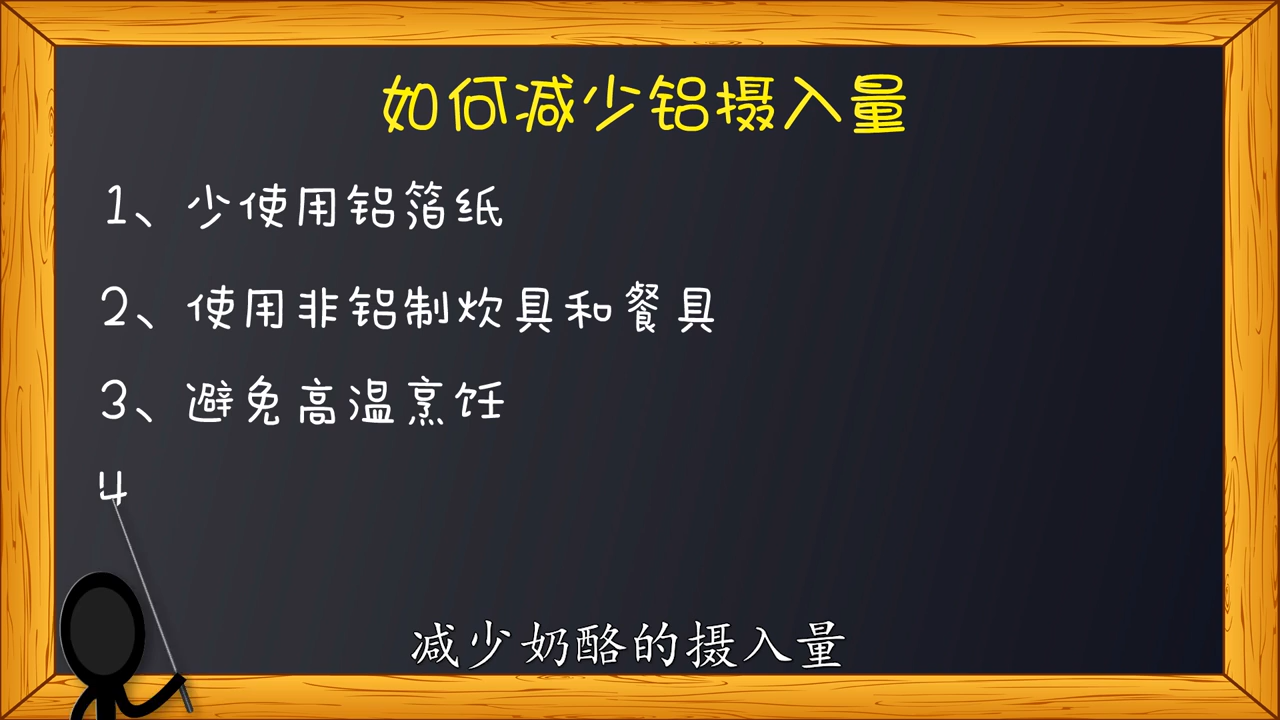 如何减少铝摄入量
1、少使用铝箔纸
2、使用非铝制炊具和餐具
3、避免高温烹饪
4
减少奶酪的摄入量